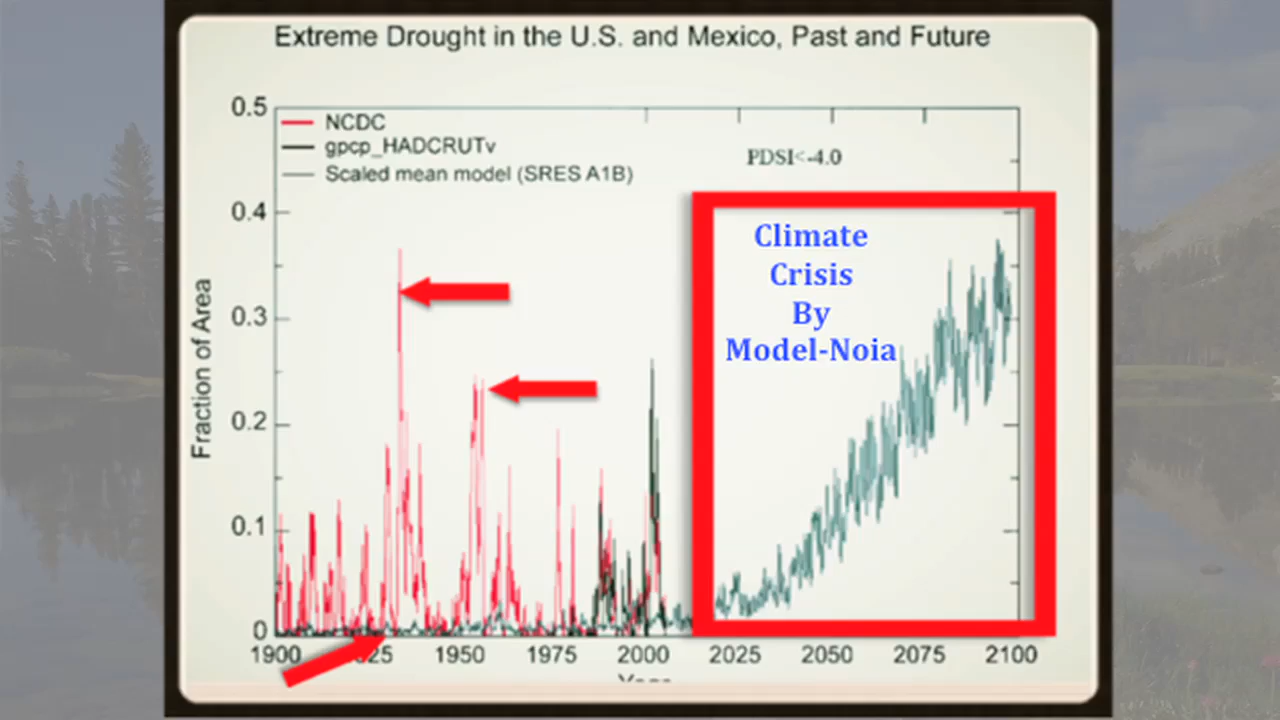 Extreme Drought in the U.S. and Mexico, Past and Future
0.5
NCDC
gpcp_HADCRUTv
Scaled mean model (SRES A1B)
PDSI<-4.0
0.4
Climate
Crisis
By
Model-Noia
0.3
Fraction of Area
0.2
0.1
0
1900 25 1950 1975 2000 2025 2050 2075 2100